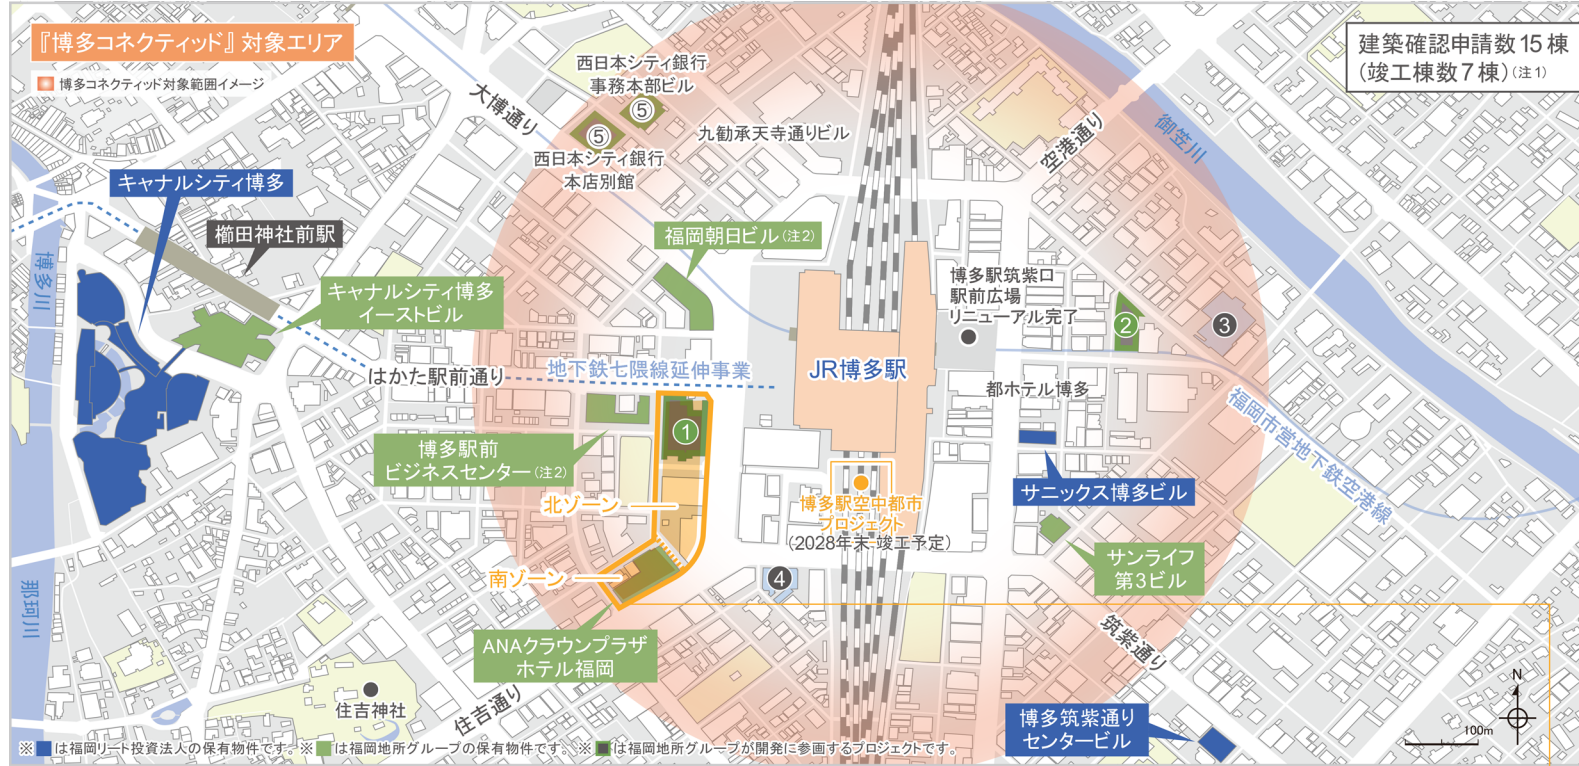 『博多コネクティッド』対象エリア
博多コネクティッド対象範囲イメージ
建築確認申請数15棟
(竣工棟数7棟)(注1)
西日本シティ銀行
事務本部ビル
⑤
⑤
西日本シティ銀行
本店別館
大博通り
九勧承天寺通りビル
空港通り
御笠川
キャナルシティ博多
櫛田神社前駅
博多川
キャナルシティ博多
イーストビル
福岡朝日ビル(注2)
博多駅筑紫口
駅前広場
リニューアル完了
②
③
はかた駅前通り
地下鉄七隈線延伸事業
JR博多駅
都ホテル博多
福岡市営地下鉄空港線
①
博多駅前
ビジネスセンター(注2)
北ゾーン
博多駅空中都市
プロジェクト
(2028年末 竣工予定)
サニックス博多ビル
サンライフ
第3ビル
南ゾーン
④
那珂川
ANAクラウンプラザ
ホテル福岡
筑紫通り
住吉神社
住吉通り
博多筑紫通り
センタービル
N
100m
※ は福岡リート投資法人の保有物件です。※ は福岡地所グループの保有物件です。 ※ は福岡地所グループが開発に参画するプロジェクトです。